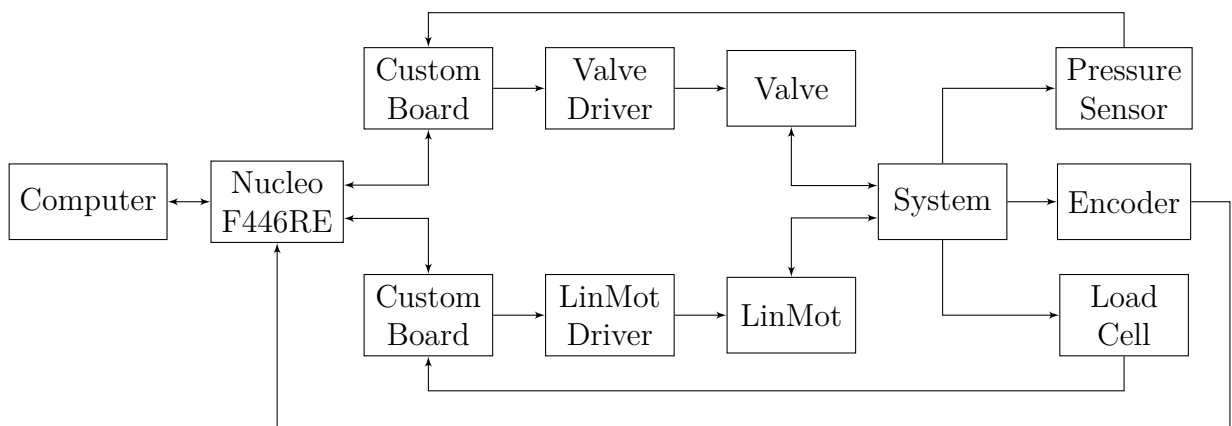 Custom
Board
Valve
Driver
Valve
Pressure
Sensor
Computer
Nucleo
F446RE
System
Encoder
Custom
Board
LinMot
Driver
LinMot
Load
Cell